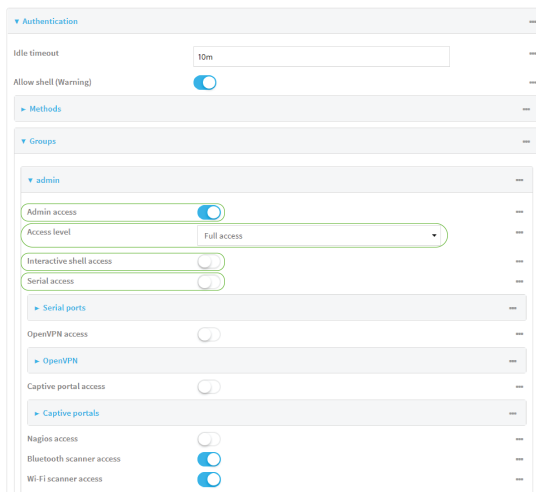 Authentication
Idle timeout 10m
Allow shell (Warning)
Methods
Groups
admin
Admin access
Access level Full access
Interactive shell access
Serial access
Serial ports
OpenVPN access
OpenVPN
Captive portal access
Captive portals
Nagios access
Bluetooth scanner access
Wi-Fi scanner access